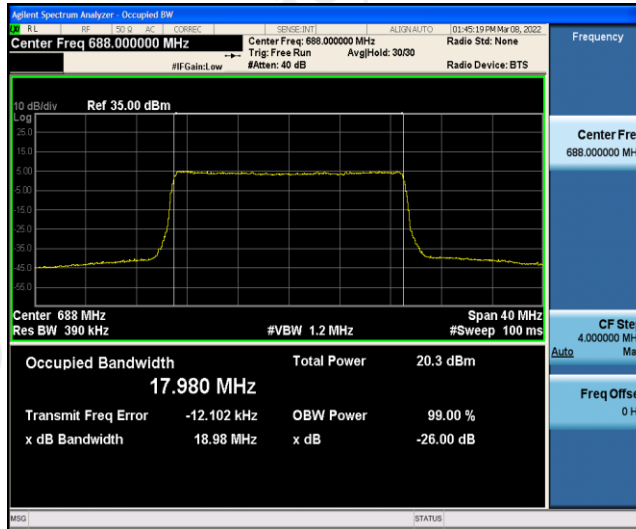 Agilent Spectrum Analyzer - Occupied BW
RL RF 50 Ω AC CORREC SENSE:INT ALIGN AUTO 01:45:19 PM Mar 08, 2022
Center Freq 688.000000 MHz
Center Freq: 688.000000 MHz
Radio Std: None
Trig: Free Run Avg|Hold: 30/30
#IFGain:Low #Atten: 40 dB Radio Device: BTS
10 dB/div Ref 35.00 dBm
Log
25.0
15.0
5.00
-5.00
-15.0
-25.0
-35.0
-45.0
-55.0
Center 688 MHz Span 40 MHz
Res BW 390 kHz #VBW 1.2 MHz #Sweep 100 ms
Occupied Bandwidth Total Power 20.3 dBm
17.980 MHz
Transmit Freq Error -12.102 kHz OBW Power 99.00 %
x dB Bandwidth 18.98 MHz x dB -26.00 dB
MSG STATUS
Frequency
Center Fre
688.000000 MH
CF Ste
4.000000 MH
Auto Ma
Freq Offse
0 H